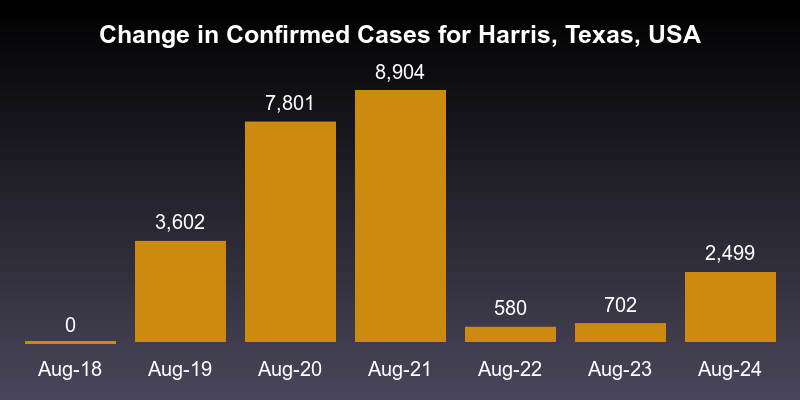 Change in Confirmed Cases for Harris, Texas, USA
0
3,602
7,801
8,904
580
702
2,499
Aug-18
Aug-19
Aug-20
Aug-21
Aug-22
Aug-23
Aug-24